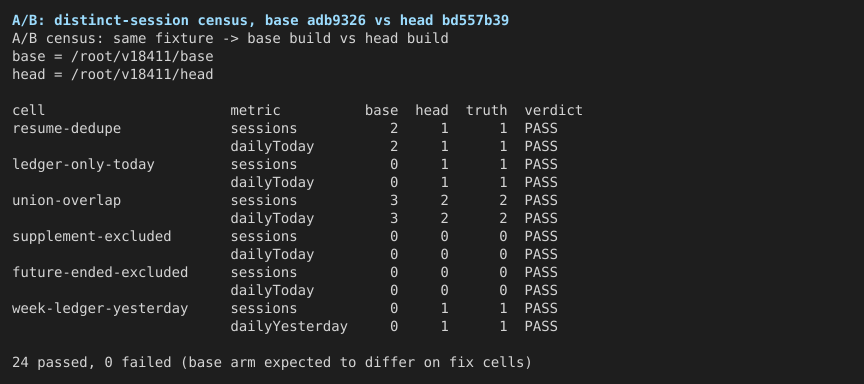 A/B: distinct-session census, base adb9326 vs head bd557b39
A/B census: same fixture -> base build vs head build
base = /root/v18411/base
head = /root/v18411/head
cell metric base head truth verdict
resume-dedupe sessions 2 1 1 PASS
dailyToday 2 1 1 PASS
ledger-only-today sessions 0 1 1 PASS
dailyToday 0 1 1 PASS
union-overlap sessions 3 2 2 PASS
dailyToday 3 2 2 PASS
supplement-excluded sessions 0 0 0 PASS
dailyToday 0 0 0 PASS
future-ended-excluded sessions 0 0 0 PASS
dailyToday 0 0 0 PASS
week-ledger-yesterday sessions 0 1 1 PASS
dailyYesterday 0 1 1 PASS
24 passed, 0 failed (base arm expected to differ on fix cells)